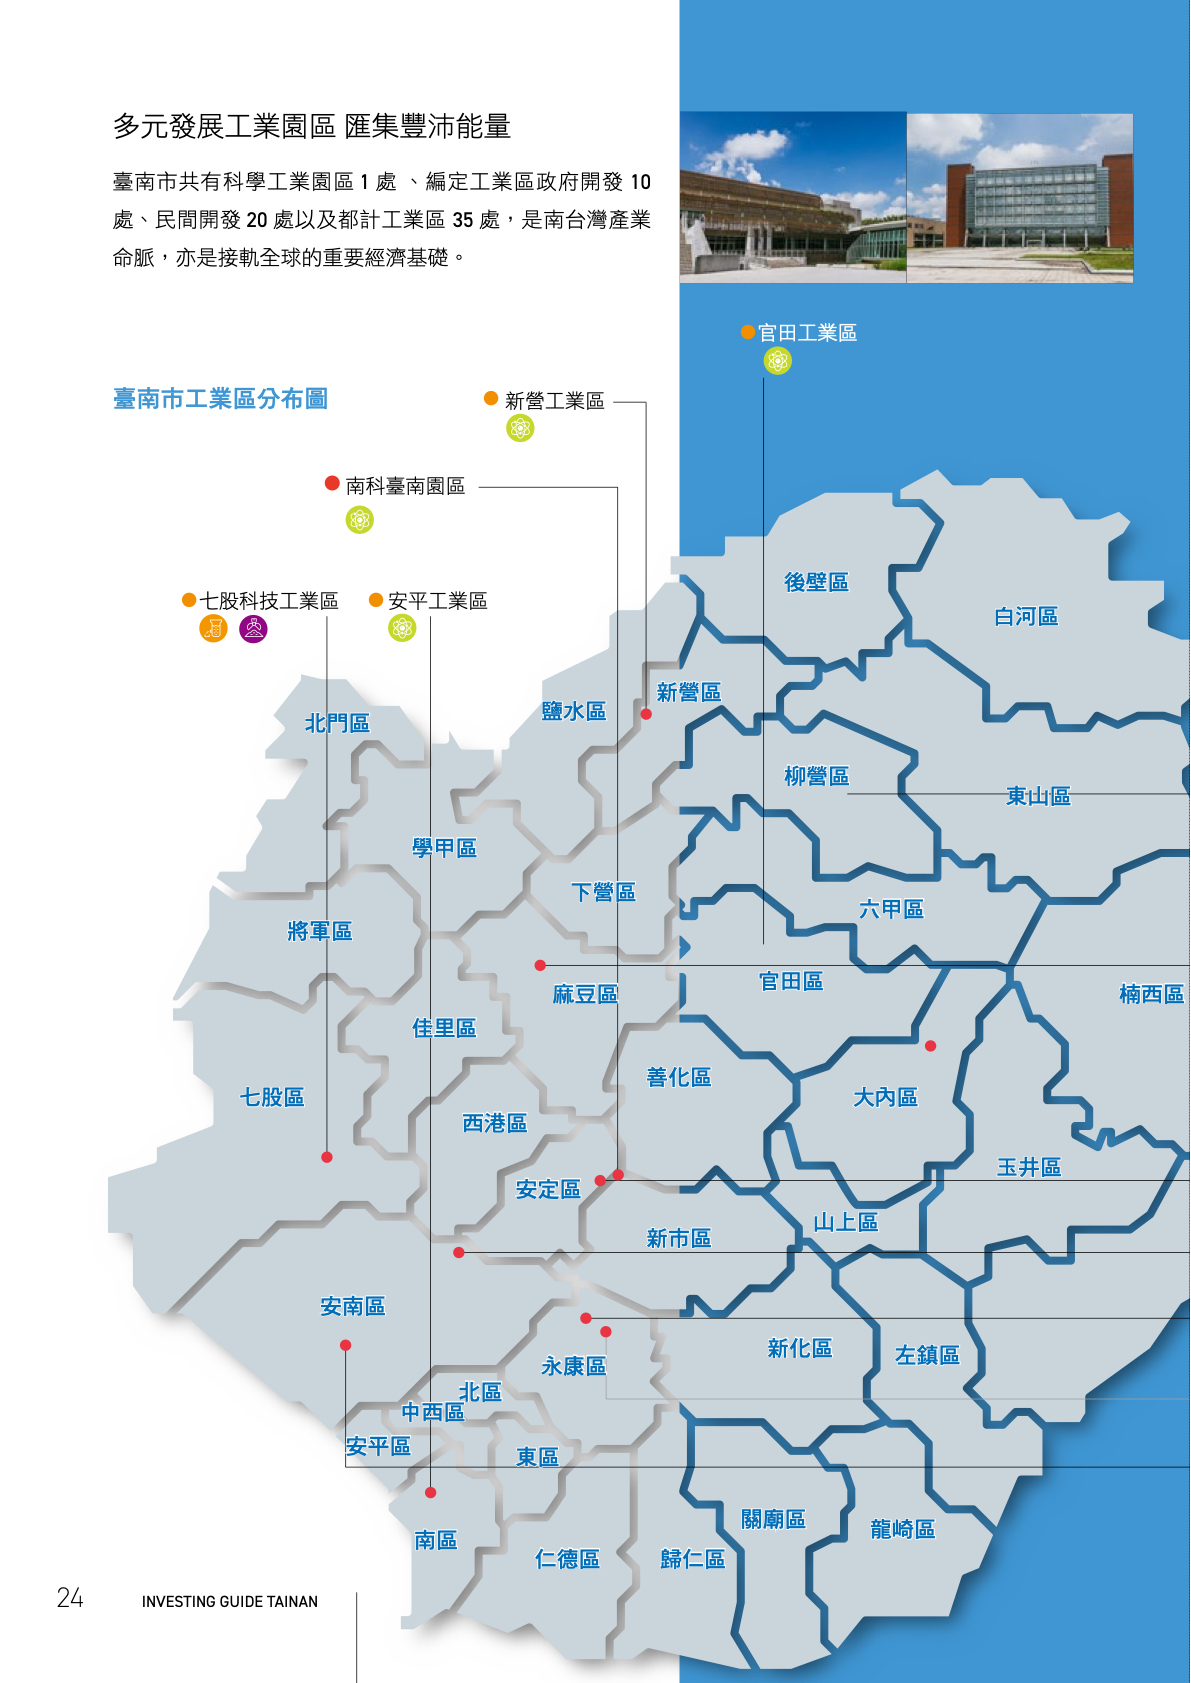 多元發展工業園區 匯集豐沛能量
臺南市共有科學工業園區 1 處 、編定工業區政府開發 10
處、民間開發 20 處以及都計工業區 35 處，是南台灣產業
命脈，亦是接軌全球的重要經濟基礎。
官田工業區
臺南市工業區分布圖
新營工業區
南科臺南園區
七股科技工業區
安平工業區
後壁區
白河區
新營區
鹽水區
北門區
柳營區
東山區
學甲區
下營區
六甲區
將軍區
官田區
麻豆區
楠西區
佳里區
善化區
七股區
大內區
西港區
玉井區
安定區
山上區
新市區
安南區
新化區
左鎮區
永康區
北區
中西區
安平區
東區
關廟區
龍崎區
南區
仁德區
歸仁區
24
INVESTING GUIDE TAINAN